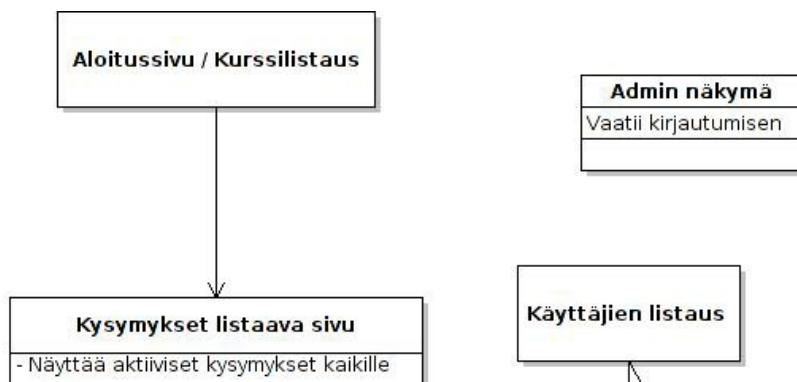 Aloitussivu / Kurssilistaus
Admin näkymä
Vaatii kirjautumisen
Käyttäjien listaus
Kysymykset listaava sivu
- Näyttää aktiiviset kysymykset kaikille